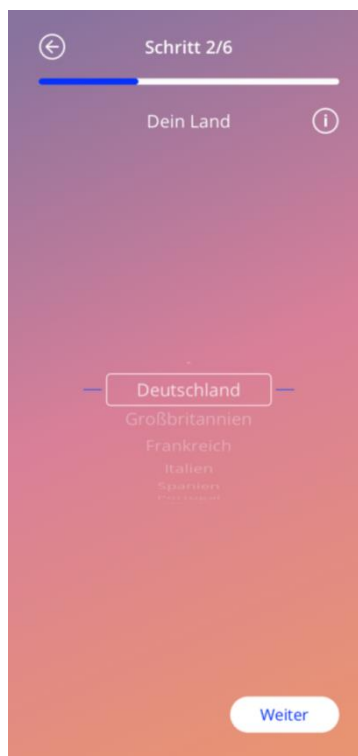 Schritt 2/6
Dein Land
i
-
Deutschland
Großbritannien
Frankreich
Italien
Spanien
Weiter